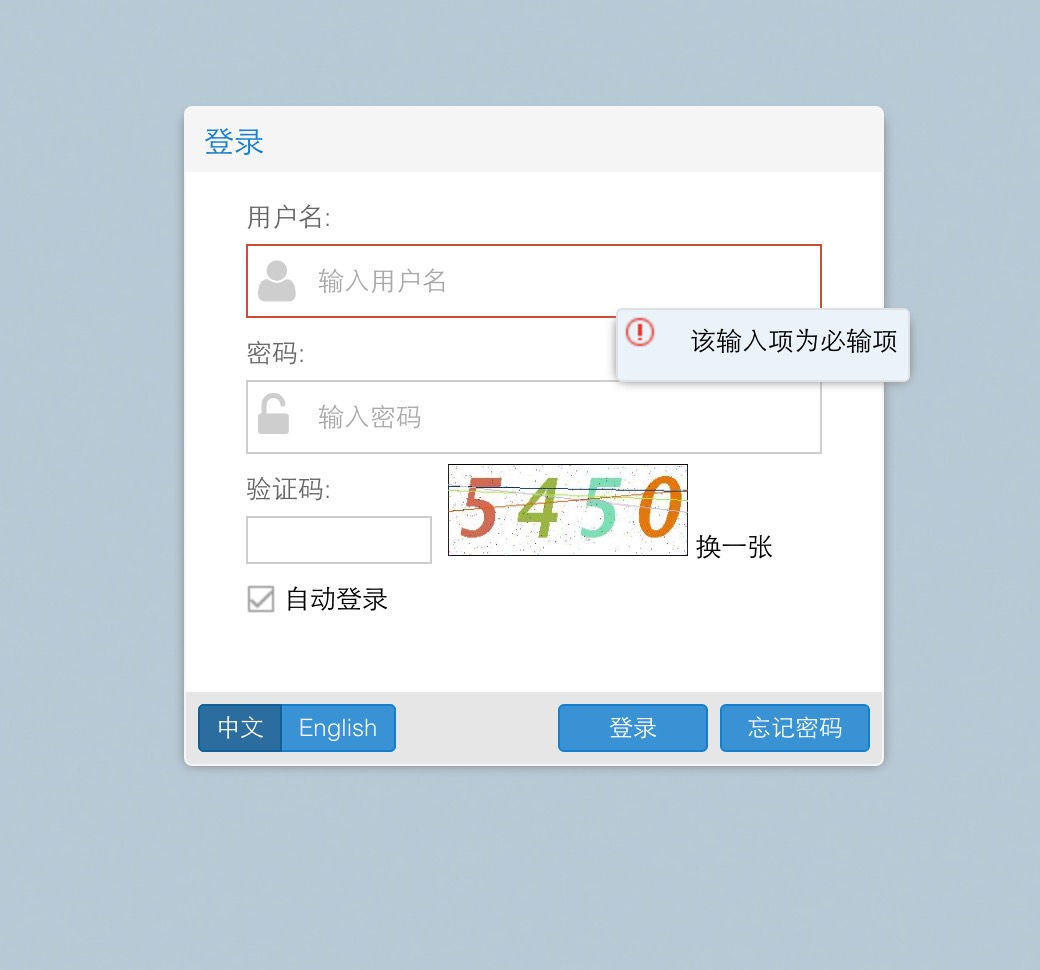 登录
用户名:
输入用户名
该输入项为必输项
密码:
输入密码
验证码:
5450
换一张
自动登录
中文 English 登录 忘记密码